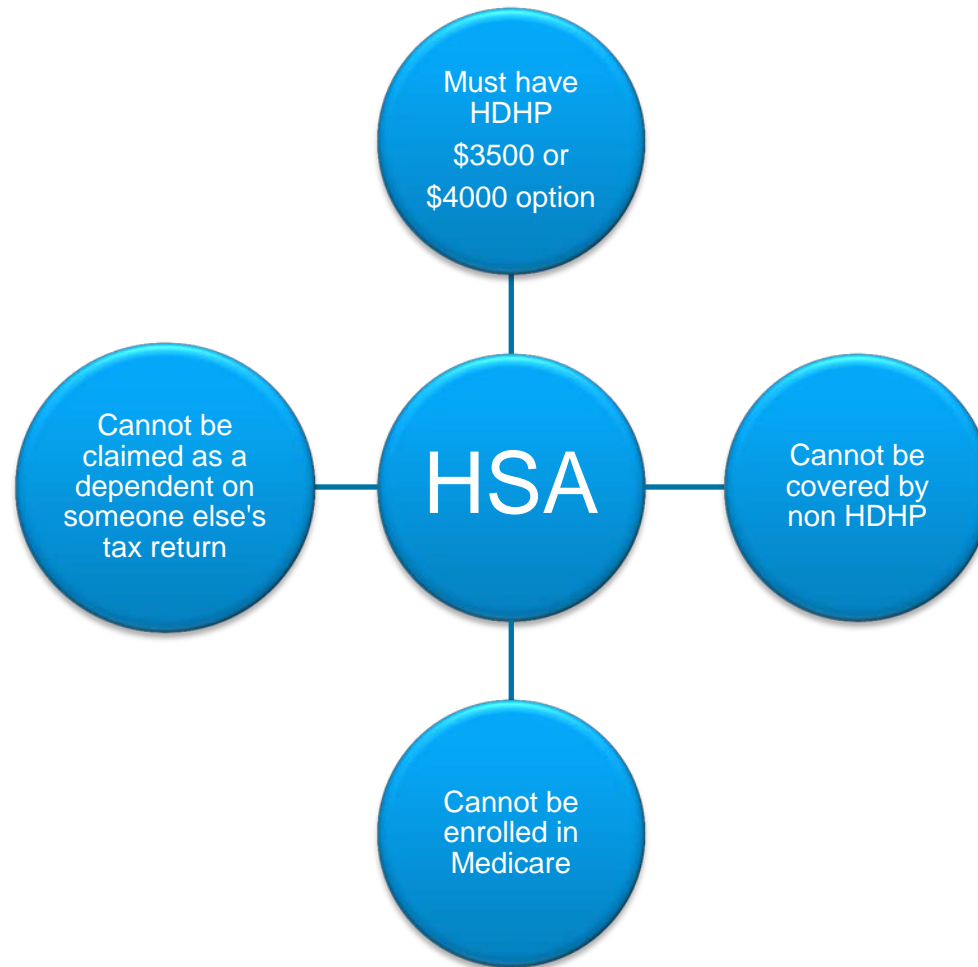 Must have
HDHP
$3500 or
$4000 option
Cannot be
claimed as a
dependent on
someone else's
tax return
HSA
Cannot be
covered by
non HDHP
Cannot be
enrolled in
Medicare